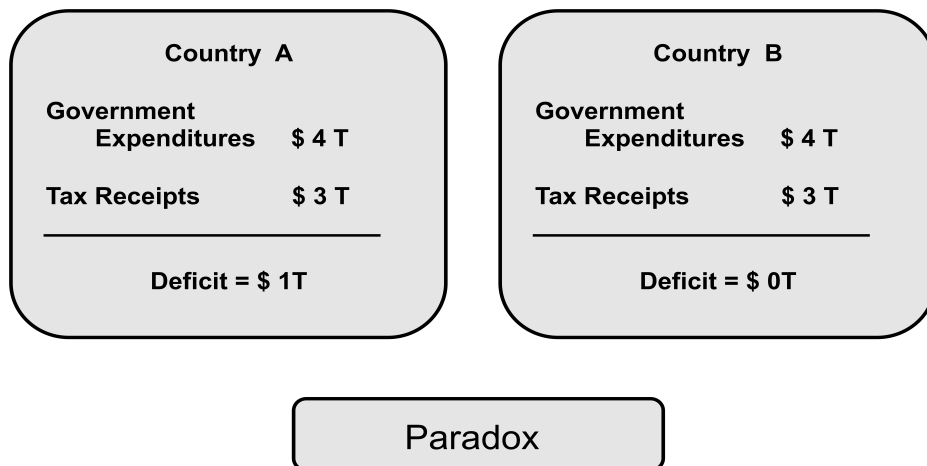 Country A
Government
Expenditures $ 4 T
Tax Receipts $ 3 T
Deficit = $ 1T
Country B
Government
Expenditures $ 4 T
Tax Receipts $ 3 T
Deficit = $ 0T
Paradox